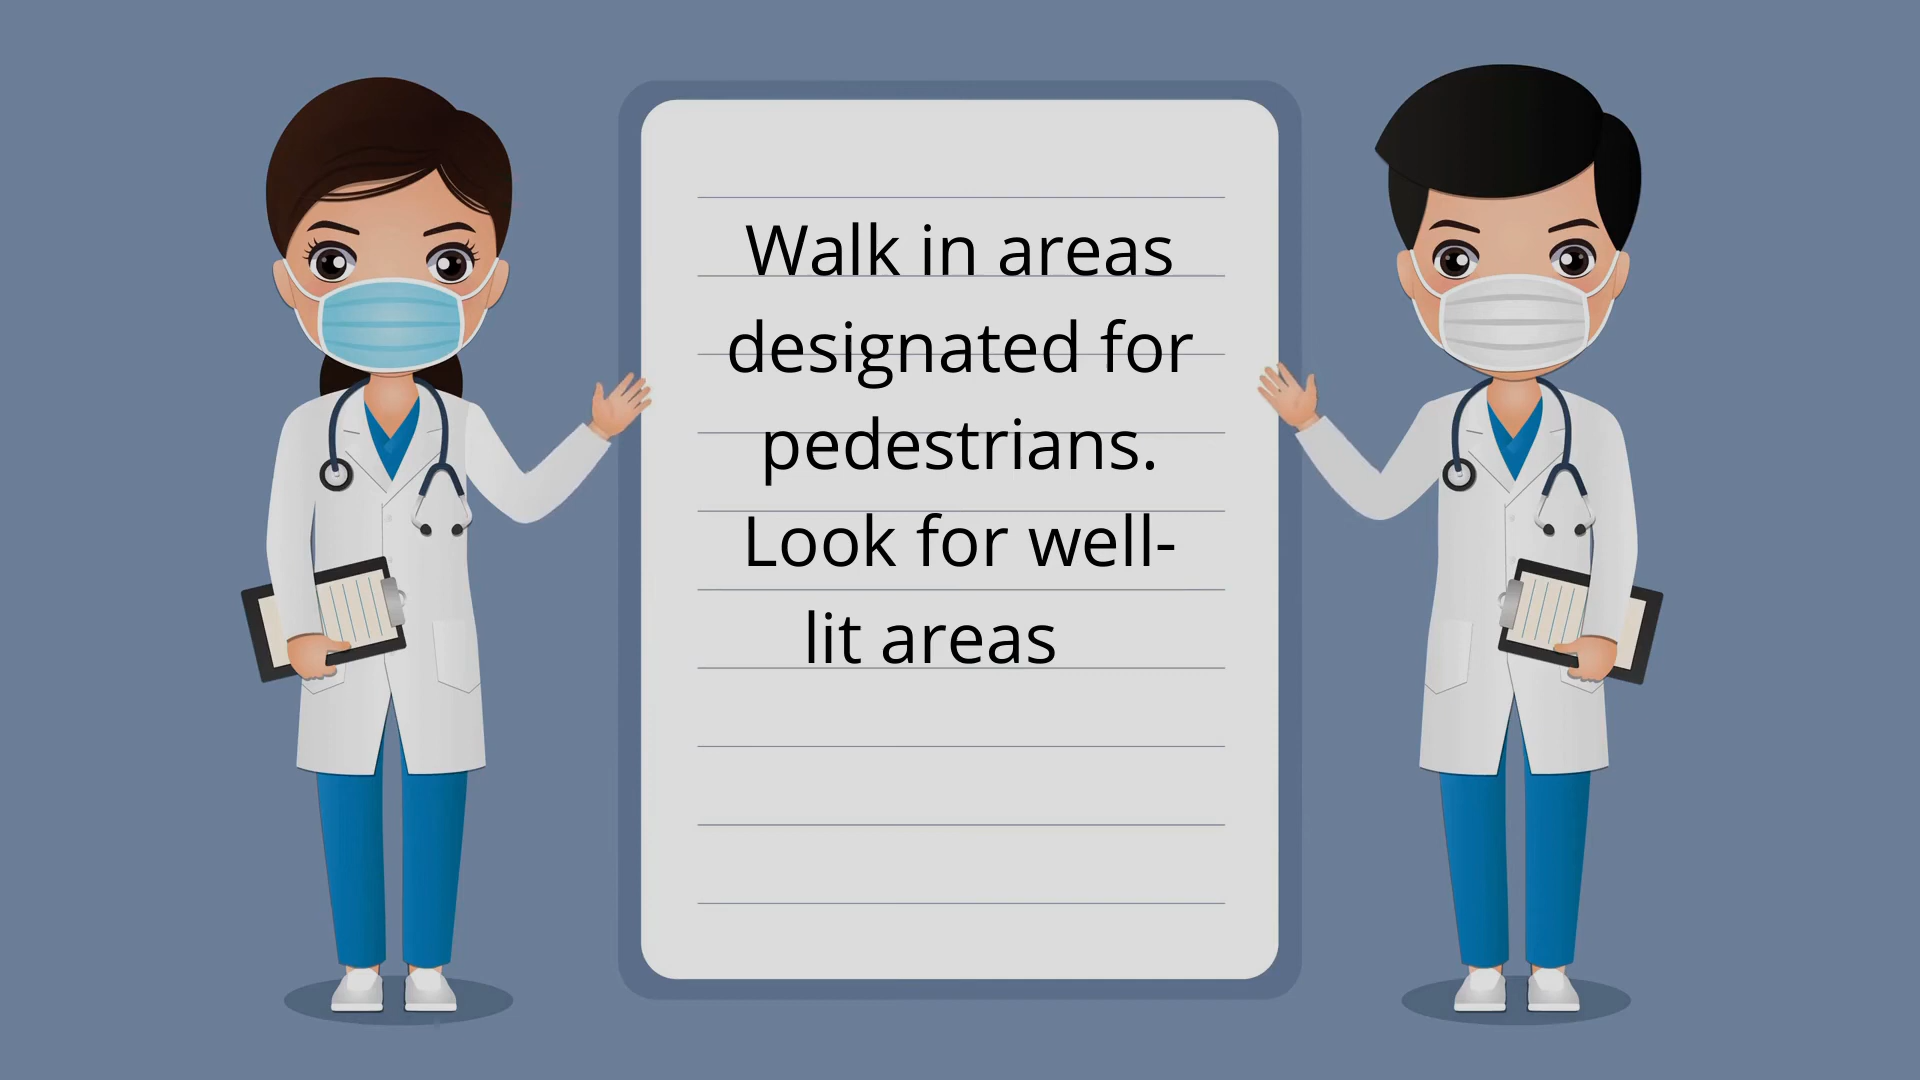 Walk in areas
designated for
pedestrians.
Look for well-
lit areas